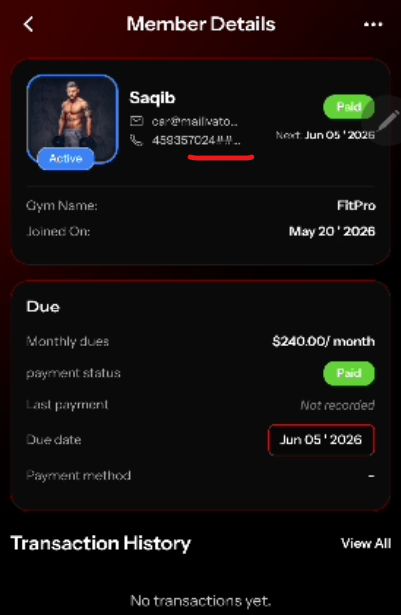 Member Details
Saqib
Paid
car@mailivato...
459357024##...
Next: Jun 05 ' 2026
Active
Gym Name: FitPro
Joined On: May 20 ' 2026
Due
Monthly dues $240.00/ month
payment status Paid
Last payment Not recorded
Due date Jun 05 ' 2026
Payment method –
Transaction History View All
No transactions yet.